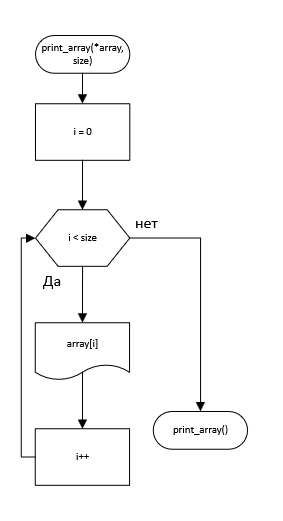 print_array(*array,
size)
i = 0
i < size
нет
Да
array[i]
print_array()
i++